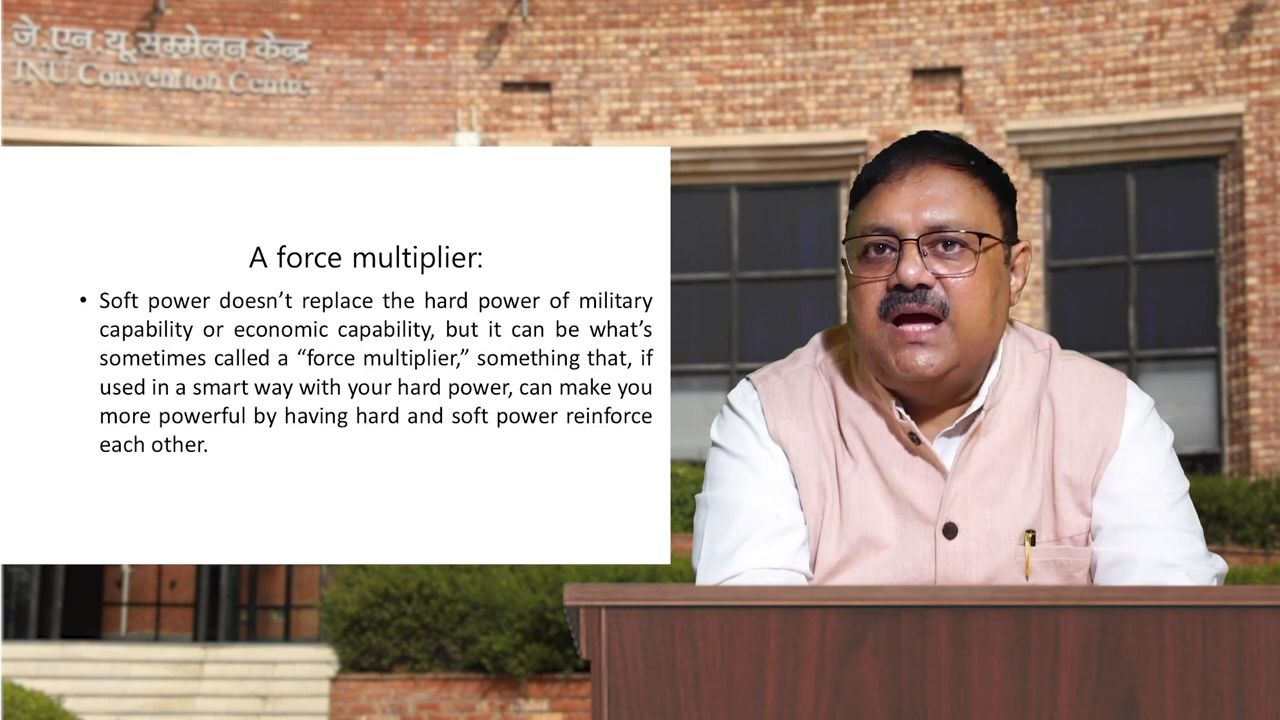 जे.एन.यू.सम्मेलन केन्द्र
JNU Convention Centre
A force multiplier:
• Soft power doesn’t replace the hard power of military
capability or economic capability, but it can be what’s
sometimes called a “force multiplier,” something that, if
used in a smart way with your hard power, can make you
more powerful by having hard and soft power reinforce
each other.